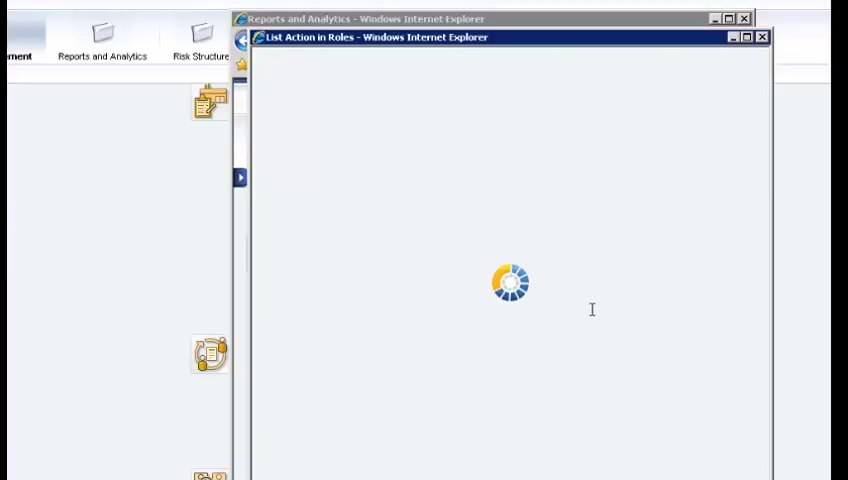 Reports and Analytics - Windows Internet Explorer
List Action in Roles - Windows Internet Explorer
ment
Reports and Analytics
Risk Structure